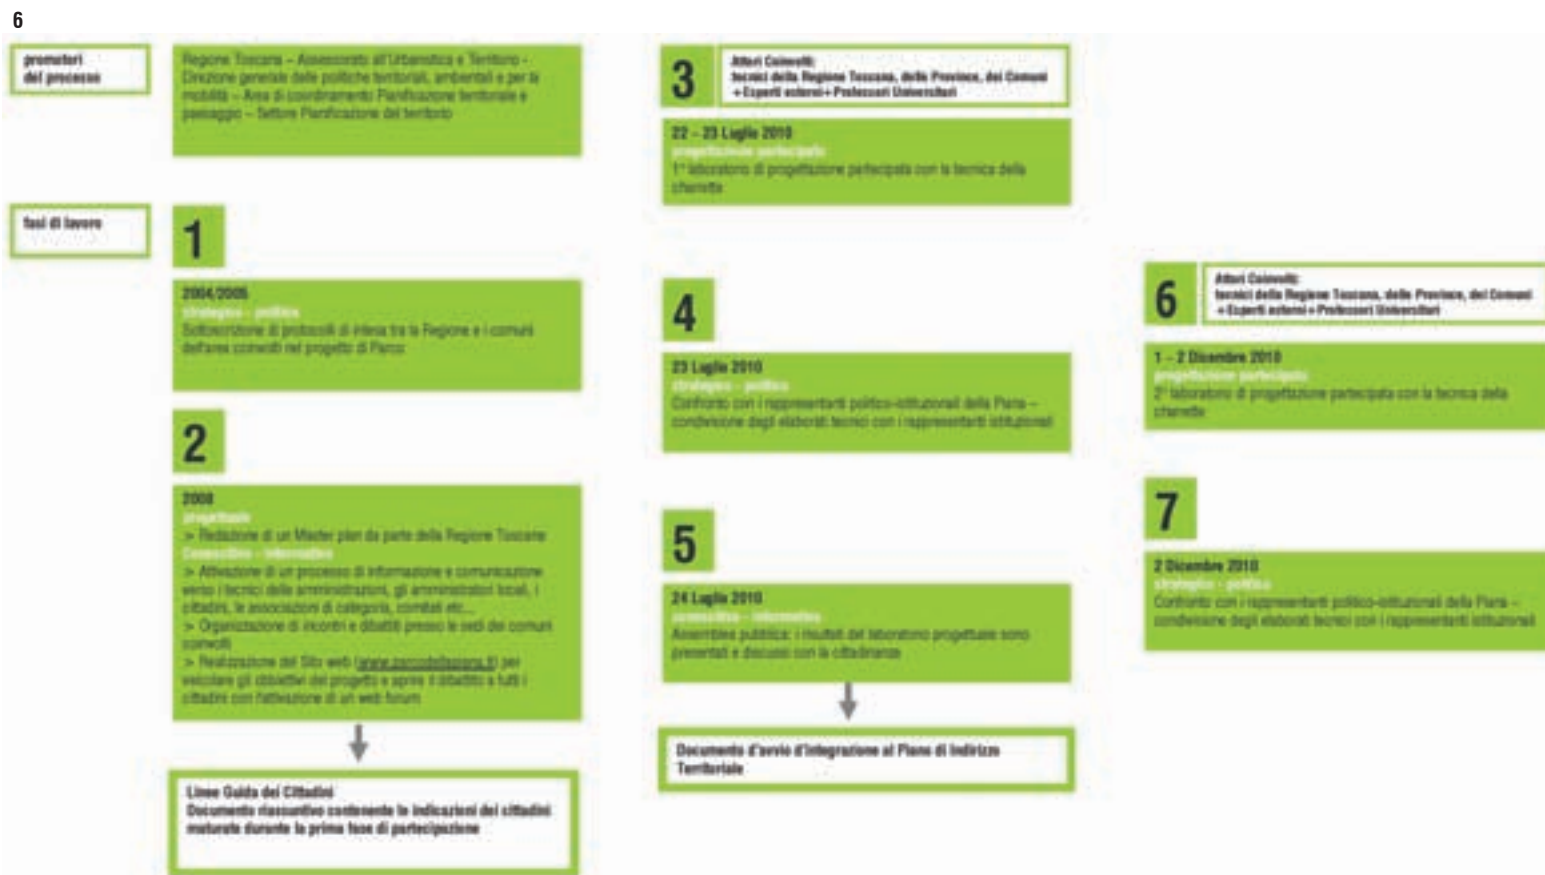 6
promotori
del processo
Regione Toscana – Assessorato all'Urbanistica e Territorio -
Direzione generale delle politiche territoriali, ambientali e per la
mobilità – Area di coordinamento Pianificazione territoriale e
paesaggio – Settore Pianificazione del territorio
fasi di lavoro
1
2004/2005
strategico - politico
Sottoscrizione di protocolli di intesa tra la Regione e i comuni
dell'area coinvolti nel progetto di Parco
2
2008
progettuale
> Redazione di un Master plan da parte della Regione Toscana
> Attivazione di un processo di informazione e comunicazione
verso i tecnici delle amministrazioni, gli amministratori locali, i
cittadini, le associazioni di categoria, comitati etc...
> Organizzazione di incontri e dibattiti presso le sedi dei comuni
coinvolti
> Realizzazione del Sito web (www.parcodellapiana.it) per
veicolare gli obbiettivi del progetto e aprire il dibattito a tutti i
cittadini con l'attivazione di un web forum
Linee Guida dei Cittadini
Documento riassuntivo contenente le indicazioni dei cittadini
maturate durante la prima fase di partecipazione
3
Attori Coinvolti:
tecnici della Regione Toscana, delle Province, dei Comuni
+Esperti esterni+Professori Universitari
22 – 23 Luglio 2010
progettazione partecipata
1° laboratorio di progettazione partecipata con la tecnica della
charrette
4
23 Luglio 2010
strategico - politico
Confronto con i rappresentanti politico-istituzionali della Piana –
condivisione degli elaborati tecnici con i rappresentanti istituzionali
5
24 Luglio 2010
- informativo
Assemblea pubblica: i risultati del laboratorio progettuale sono
presentati e discussi con la cittadinanza
Documento d'avvio d'integrazione al Piano di Indirizzo
Territoriale
6
Attori Coinvolti:
tecnici della Regione Toscana, delle Province, dei Comuni
+Esperti esterni+Professori Universitari
1 – 2 Dicembre 2010
progettazione partecipata
2° laboratorio di progettazione partecipata con la tecnica della
charrette
7
2 Dicembre 2010
strategico - politico
Confronto con i rappresentanti politico-istituzionali della Piana –
condivisione degli elaborati tecnici con i rappresentanti istituzionali